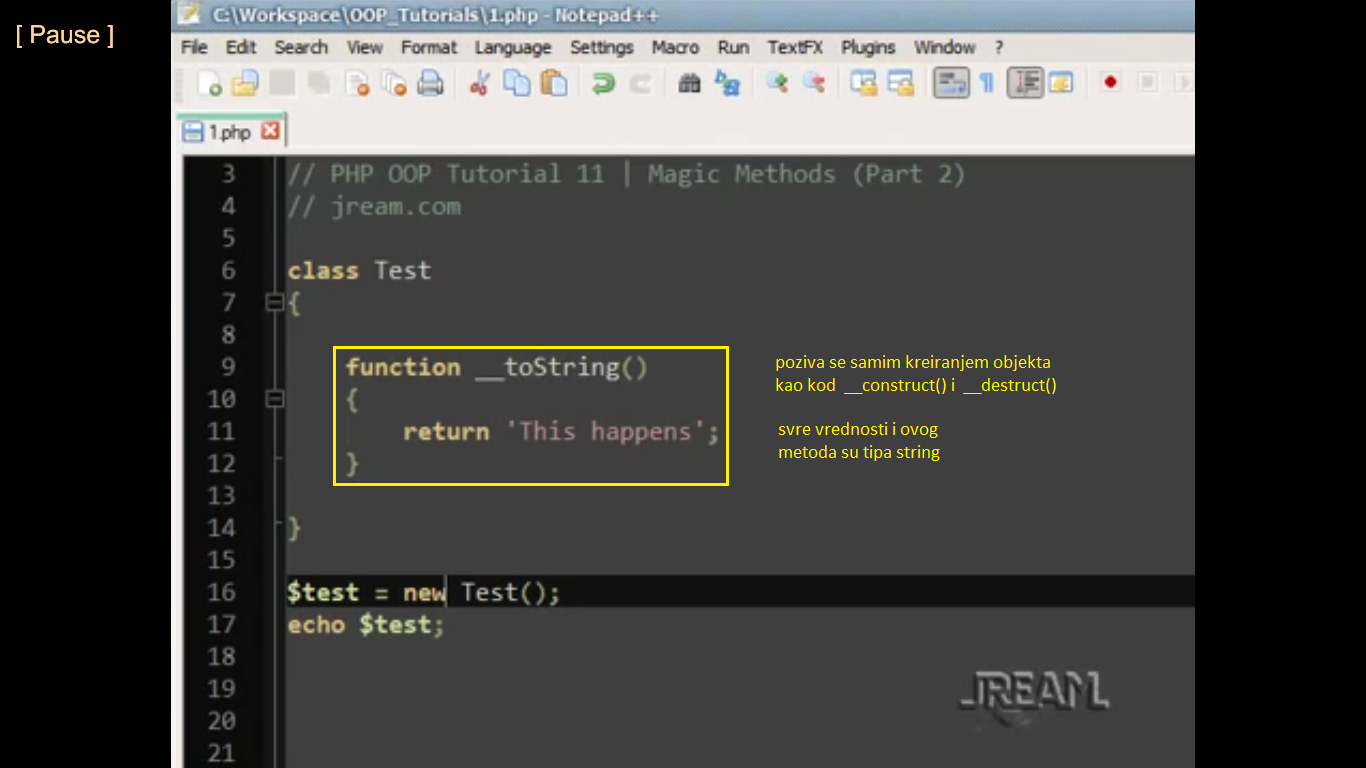 [ Pause ]
C:\Workspace\OOP_Tutorials\1.php - Notepad++
File Edit Search View Format Language Settings Macro Run TextFX Plugins Window ?
1.php
3 // PHP OOP Tutorial 11 | Magic Methods (Part 2)
4 // jream.com
5
6 class Test
7 {
8
9 function __toString()
10 {
11 return 'This happens';
12 }
13
14 }
15
16 $test = new Test();
17 echo $test;
18
19
20
21
poziva se samim kreiranjem objekta
kao kod __construct() i __destruct()
svre vrednosti i ovog
metoda su tipa string
JREAM